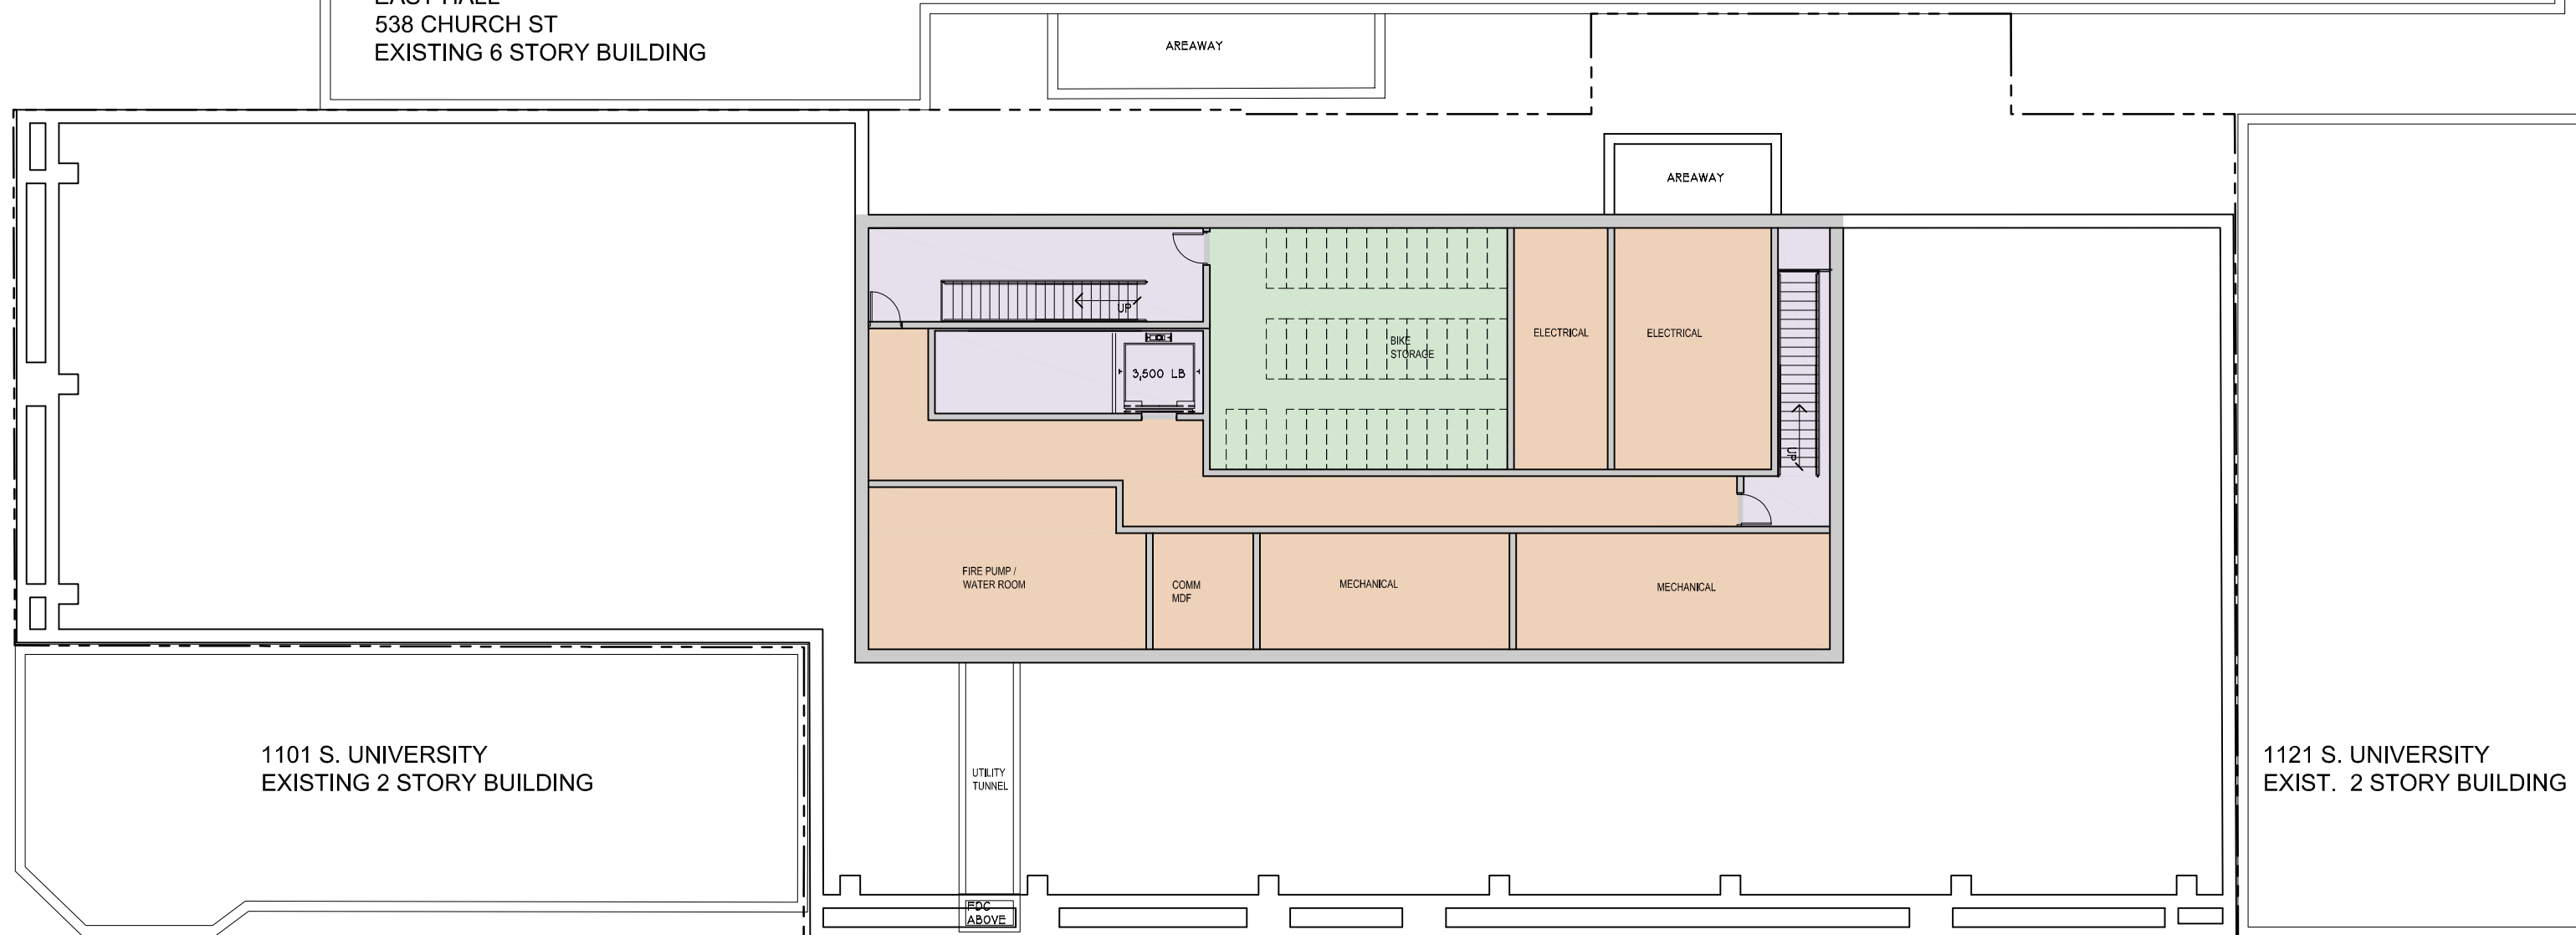 EAST HALL
538 CHURCH ST
EXISTING 6 STORY BUILDING
AREAWAY
AREAWAY
UP
3,500 LB
BIKE
STORAGE
ELECTRICAL
ELECTRICAL
UP
FIRE PUMP /
WATER ROOM
COMM
MDF
MECHANICAL
MECHANICAL
1101 S. UNIVERSITY
EXISTING 2 STORY BUILDING
UTILITY
TUNNEL
1121 S. UNIVERSITY
EXIST. 2 STORY BUILDING
FDC
ABOVE